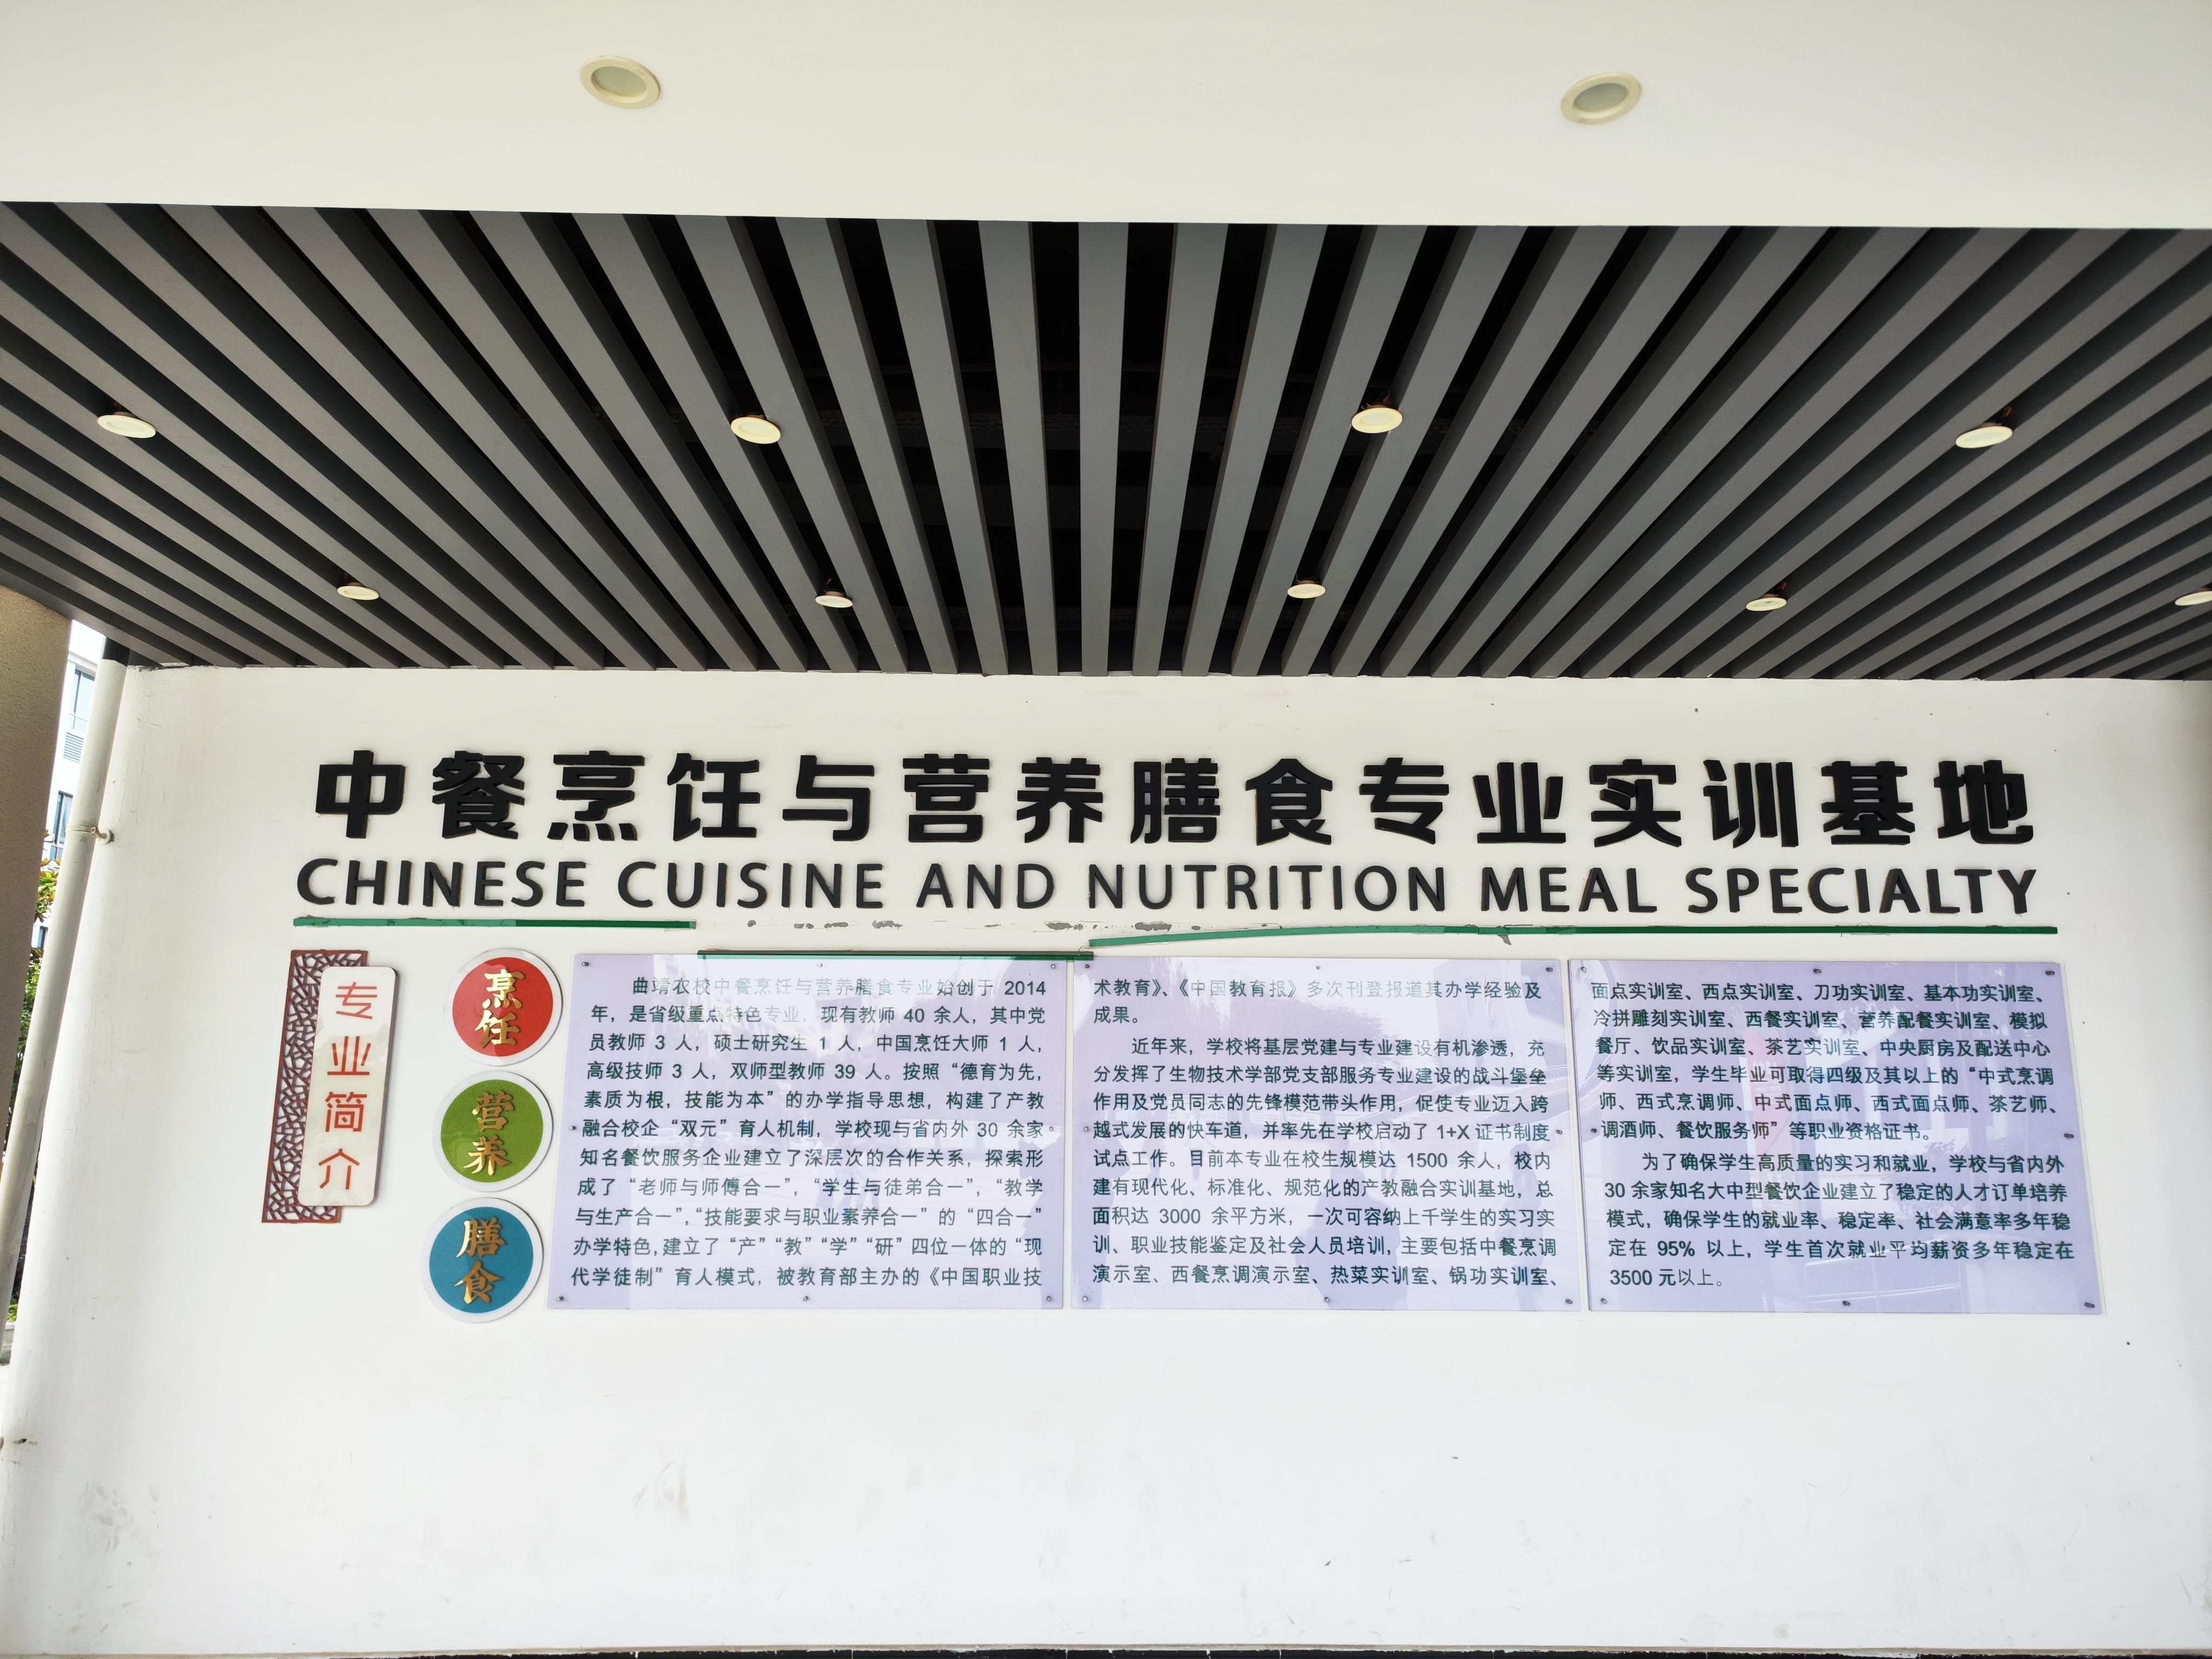 中餐烹饪与营养膳食专业实训基地
CHINESE CUISINE AND NUTRITION MEAL SPECIALTY
专业简介
烹饪
营养
膳食
曲靖农校中餐烹饪与营养膳食专业始创于 2014
年，是省级重点特色专业，现有教师 40 余人，其中党
员教师 3 人，硕士研究生 1 人，中国烹饪大师 1 人，
高级技师 3 人，双师型教师 39 人。按照“德育为先，
素质为根，技能为本”的办学指导思想，构建了产教
融合校企“双元”育人机制，学校现与省内外 30 余家
知名餐饮服务企业建立了深层次的合作关系，探索形
成了“老师与师傅合一”，“学生与徒弟合一”，“教学
与生产合一”，“技能要求与职业素养合一”的“四合一”
办学特色，建立了“产”“教”“学”“研”四位一体的“现
代学徒制”育人模式，被教育部主办的《中国职业技
术教育》、《中国教育报》多次刊登报道其办学经验及
成果。
近年来，学校将基层党建与专业建设有机渗透，充
分发挥了生物技术学部党支部服务专业建设的战斗堡垒
作用及党员同志的先锋模范带头作用，促使专业迈入跨
越式发展的快车道，并率先在学校启动了 1+X 证书制度
试点工作。目前本专业在校生规模达 1500 余人，校内
建有现代化、标准化、规范化的产教融合实训基地，总
面积达 3000 余平方米，一次可容纳上千学生的实习实
训、职业技能鉴定及社会人员培训，主要包括中餐烹调
演示室、西餐烹调演示室、热菜实训室、锅功实训室、
面点实训室、西点实训室、刀功实训室、基本功实训室、
冷拼雕刻实训室、西餐实训室、营养配餐实训室、模拟
餐厅、饮品实训室、茶艺实训室、中央厨房及配送中心
等实训室，学生毕业可取得四级及其以上的“中式烹调
师、西式烹调师、中式面点师、西式面点师、茶艺师、
调酒师、餐饮服务师”等职业资格证书。
为了确保学生高质量的实习和就业，学校与省内外
30 余家知名大中型餐饮企业建立了稳定的人才订单培养
模式，确保学生的就业率、稳定率、社会满意率多年稳
定在 95% 以上，学生首次就业平均薪资多年稳定在
3500 元以上。